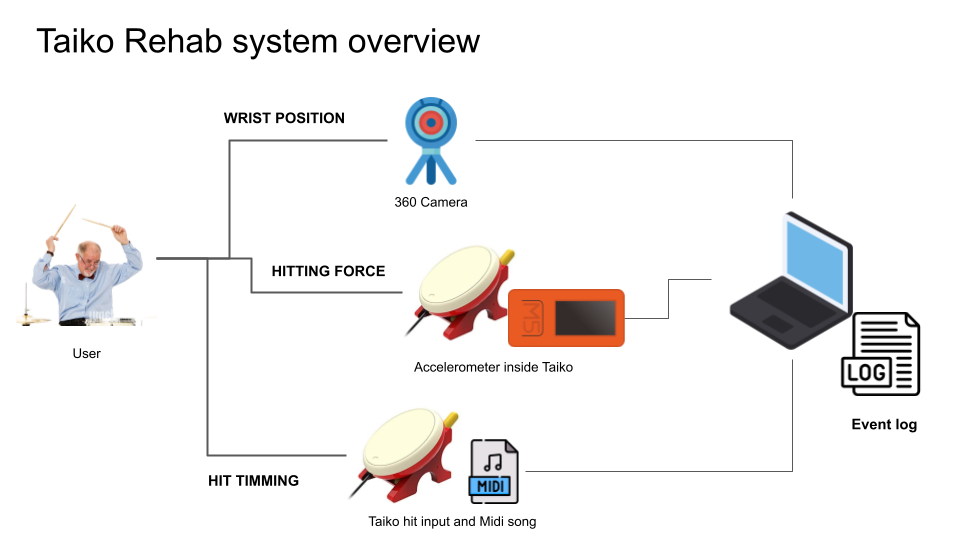 Taiko Rehab system overview
WRIST POSITION
360 Camera
HITTING FORCE
M5
Accelerometer inside Taiko
User
LOG
Event log
HIT TIMMING
MIDI
Taiko hit input and Midi song